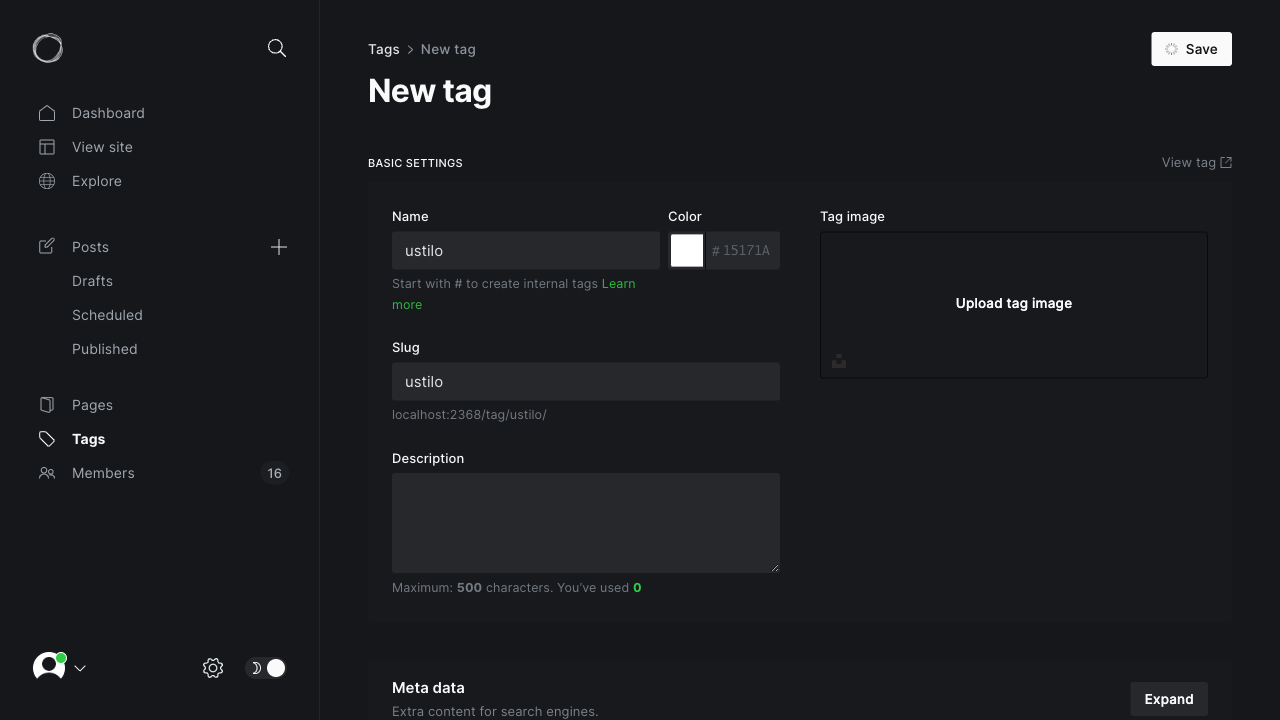 Tags > New tag
Save
New tag
Dashboard
View site
Explore
Posts
Drafts
Scheduled
Published
Pages
Tags
Members 16
BASIC SETTINGS
View tag
Name
ustilo
Start with # to create internal tags Learn
more
Color
# 15171A
Slug
ustilo
localhost:2368/tag/ustilo/
Description
Maximum: 500 characters. You've used 0
Tag image
Upload tag image
Meta data
Extra content for search engines.
Expand